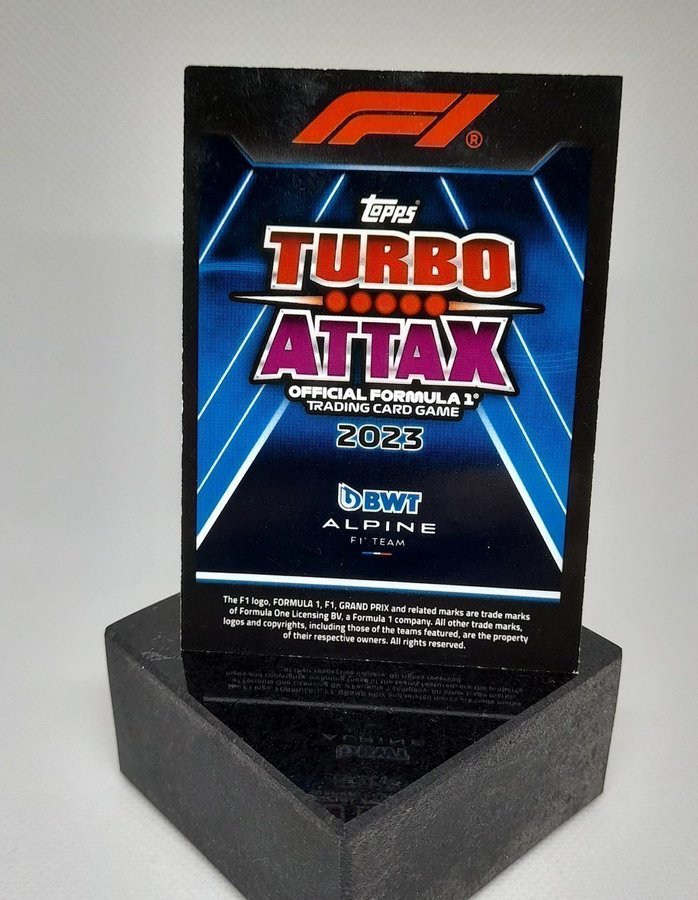 F1®
Topps®
TURBO
ATTAX
OFFICIAL FORMULA 1®
TRADING CARD GAME
2023
BWT
ALPINE
F1® TEAM
The F1 logo, FORMULA 1, F1, GRAND PRIX and related marks are trade marks
of Formula One Licensing BV, a Formula 1 company. All other trade marks,
logos and copyrights, including those of the teams featured, are the property
of their respective owners. All rights reserved.